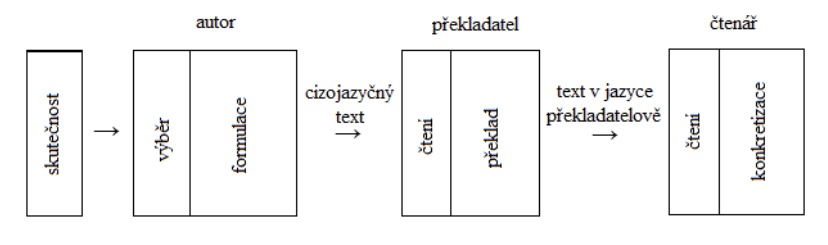 autor
překladatel
čtenář
skutečnost
→
výběr
formulace
cizojazyčný
text
→
čtení
překlad
text v jazyce
překladatelově
→
čtení
konkretizace